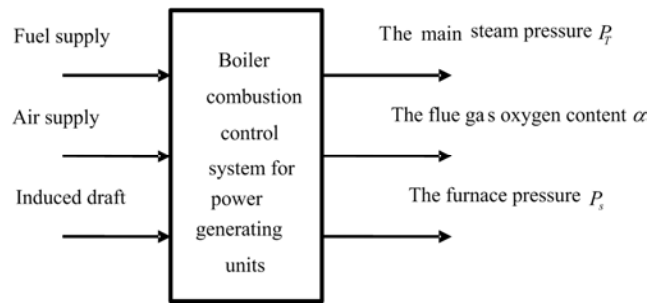 Fuel supply
The main steam pressure P_T
Boiler
combustion
control
system for
power
generating
units
Air supply
The flue gas oxygen content α
Induced draft
The furnace pressure P_s